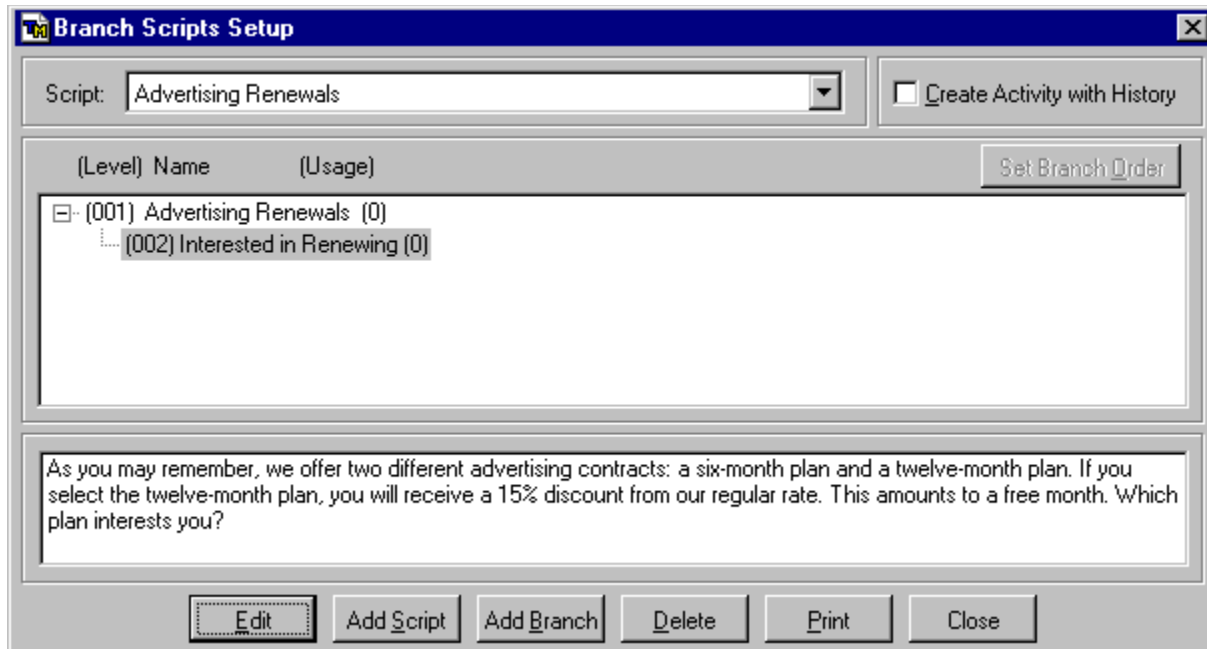 Branch Scripts Setup
Script: Advertising Renewals
Create Activity with History
(Level) Name (Usage)
Set Branch Order
(001) Advertising Renewals (0)
(002) Interested in Renewing (0)
As you may remember, we offer two different advertising contracts: a six-month plan and a twelve-month plan. If you
select the twelve-month plan, you will receive a 15% discount from our regular rate. This amounts to a free month. Which
plan interests you?
Edit Add Script Add Branch Delete Print Close